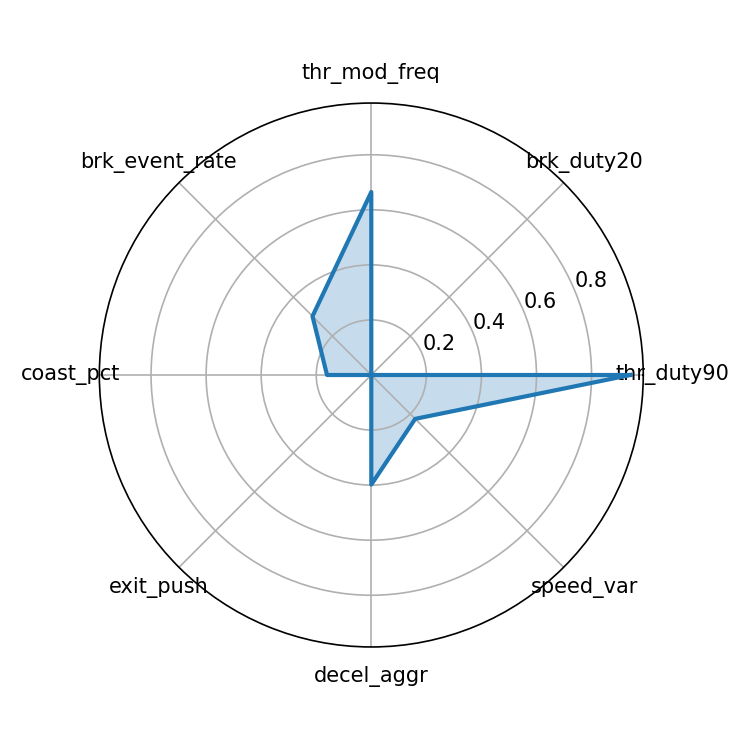 thr_mod_freq
brk_event_rate
brk_duty20
0.8
0.6
0.4
0.2
coast_pct
thr_duty90
exit_push
speed_var
decel_aggr